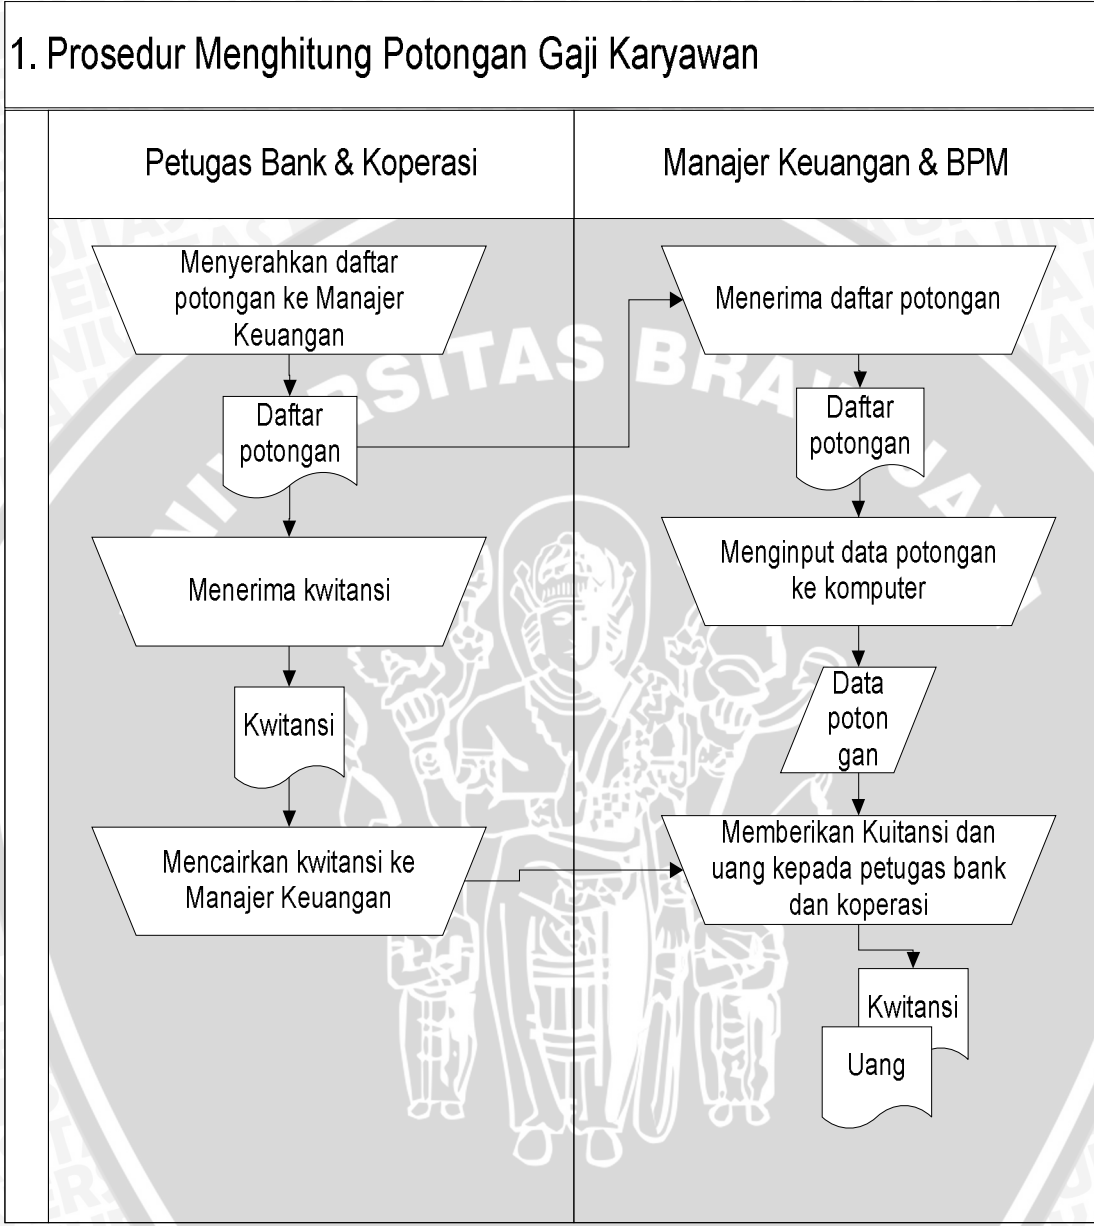 1. Prosedur Menghitung Potongan Gaji Karyawan
Petugas Bank & Koperasi
Manajer Keuangan & BPM
Menyerahkan daftar
potongan ke Manajer
Keuangan
Daftar
potongan
Menerima kwitansi
Kwitansi
Mencairkan kwitansi ke
Manajer Keuangan
Menerima daftar potongan
Daftar
potongan
Menginput data potongan
ke komputer
Data
poton
gan
Memberikan Kuitansi dan
uang kepada petugas bank
dan koperasi
Kwitansi
Uang